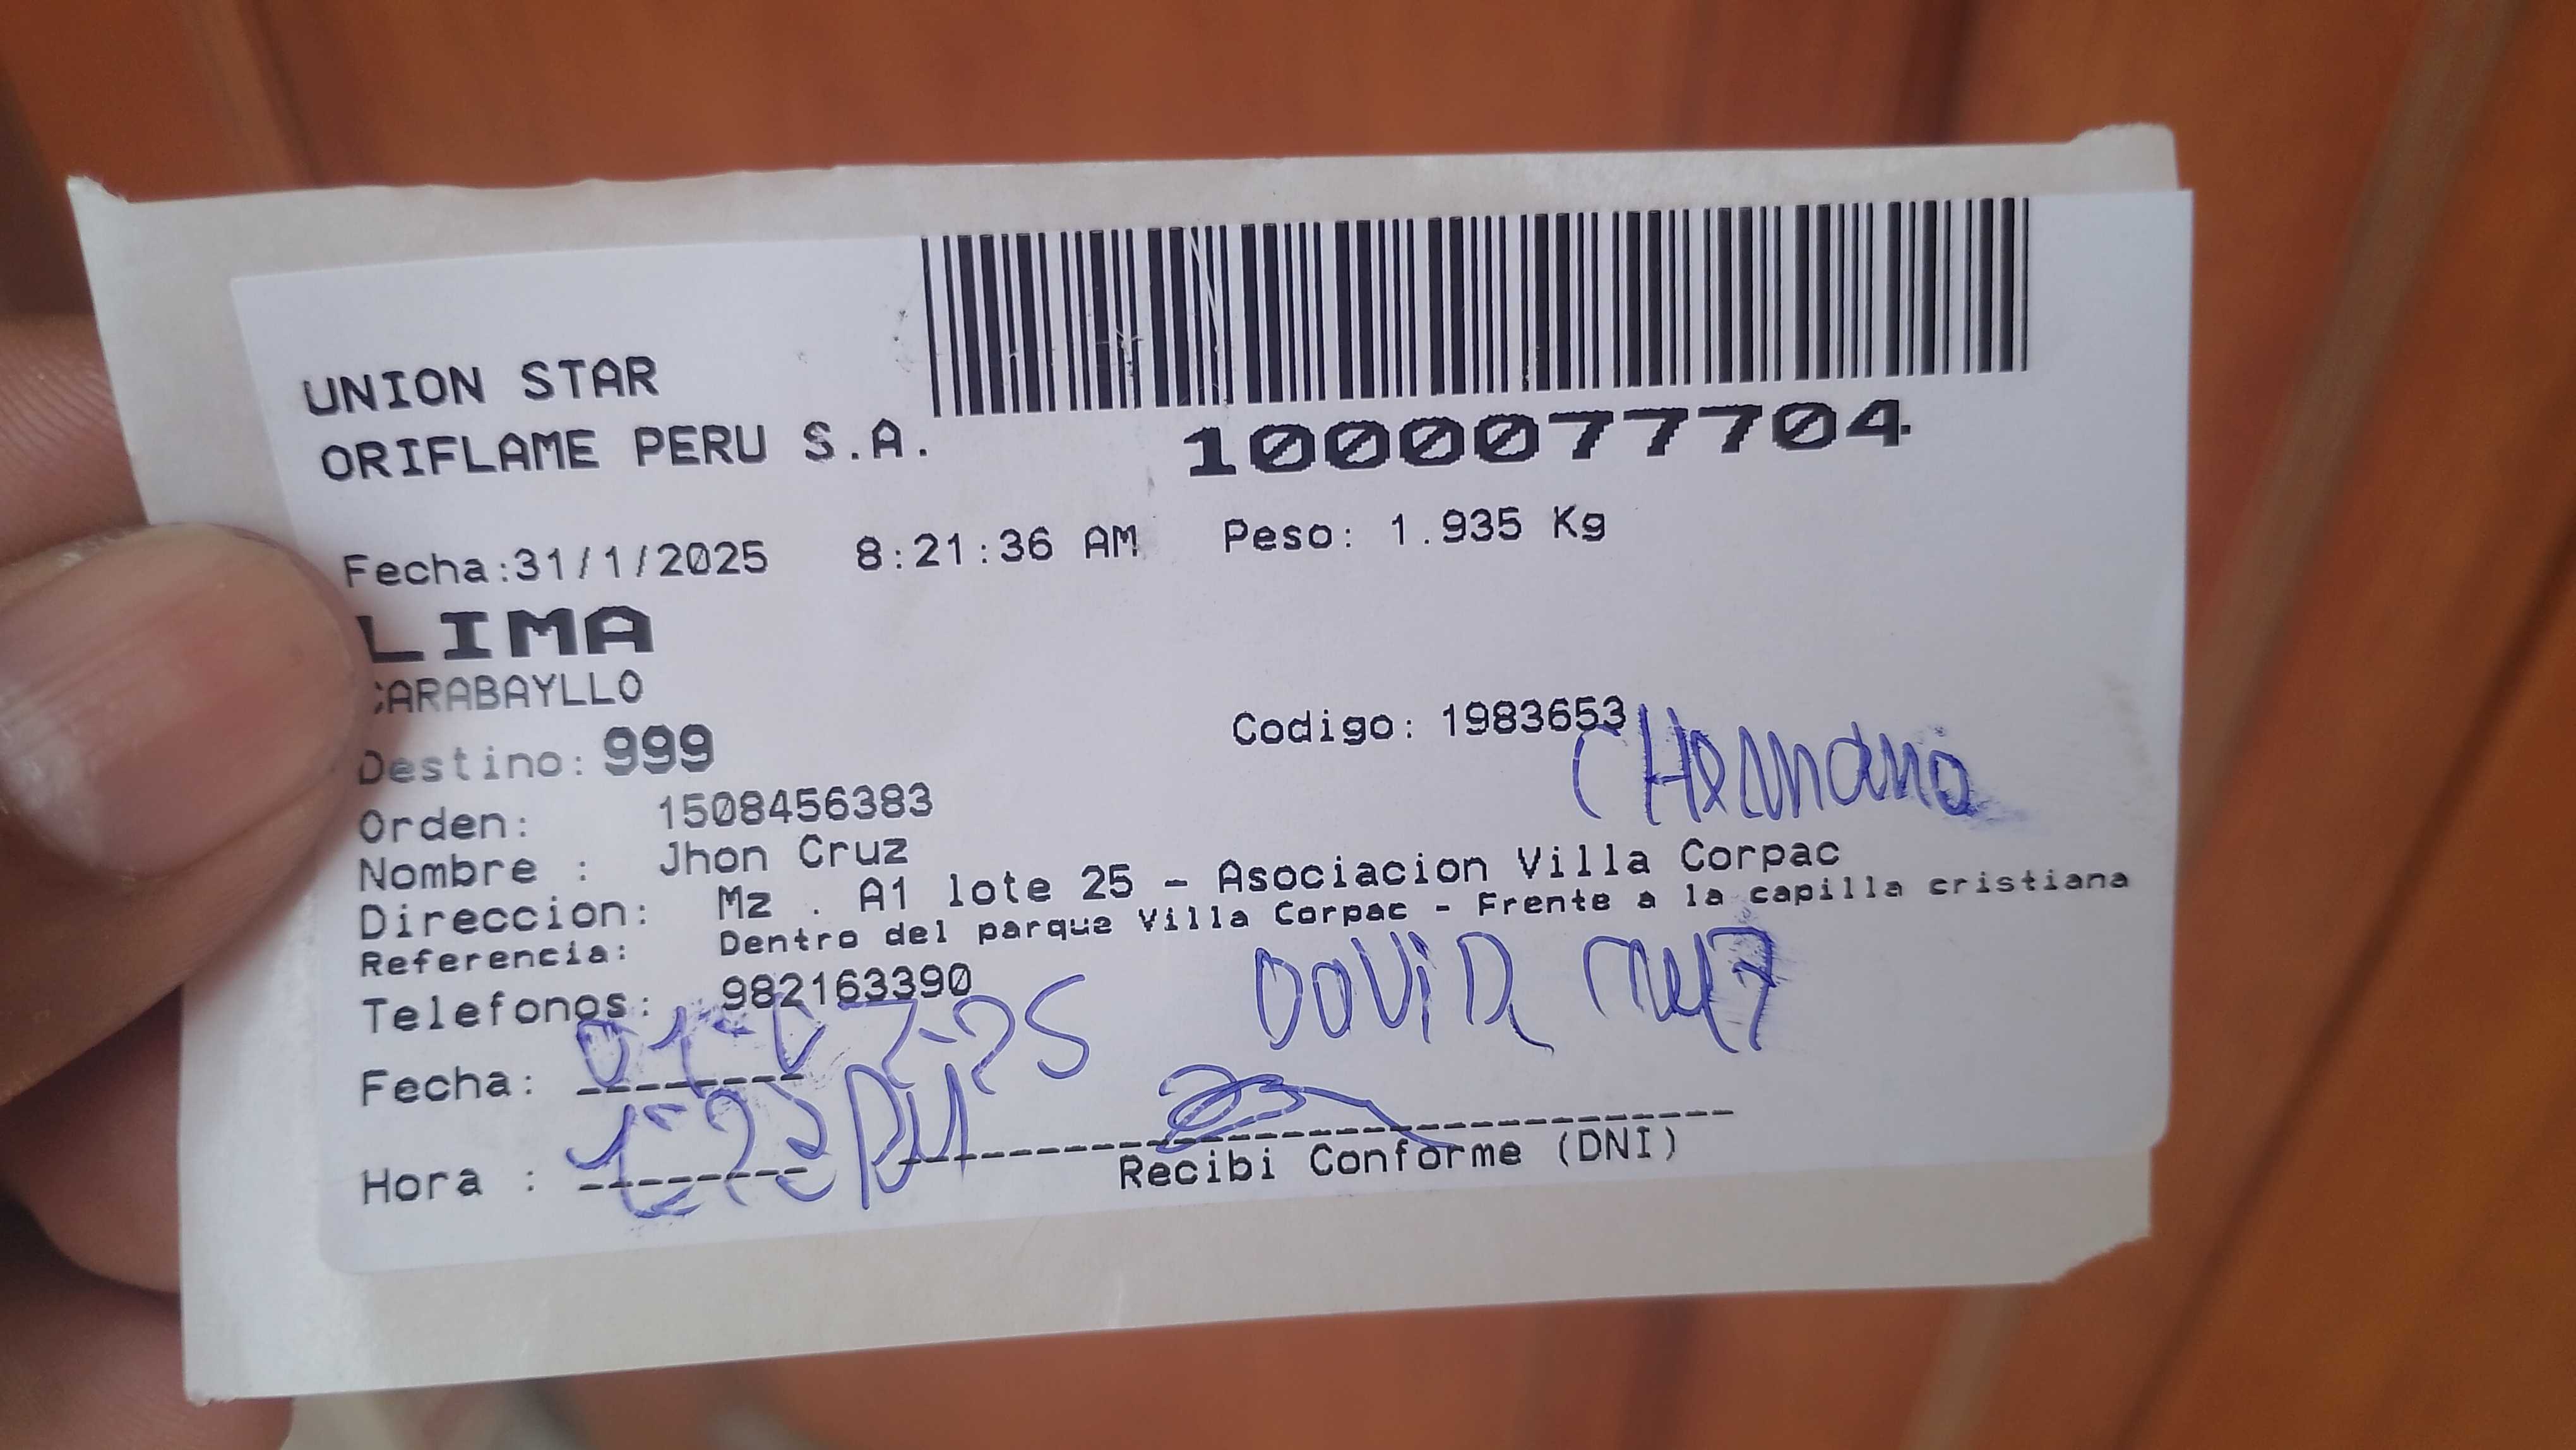 UNION STAR
ORIFLAME PERU S.A.
1000077704
Fecha:31/1/2025 8:21:36 AM Peso: 1.935 Kg
LIMA
CARABAYLLO
Destino: 999
Codigo: 1983653
Orden: 1508456383
Nombre : Jhon Cruz
Direccion: Mz . A1 lote 25 - Asociacion Villa Corpac
Referencia: Dentro del parque Villa Corpac - Frente a la capilla cristiana
Telefonos: 982163390
Fecha:
Hora :
Recibi Conforme (DNI)